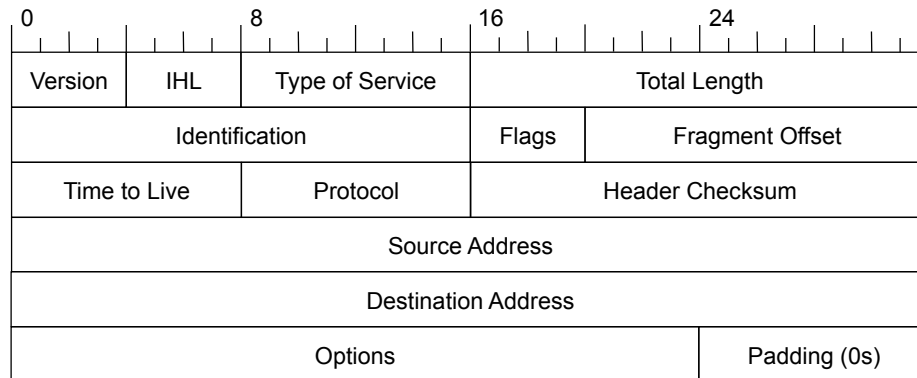 0 8 16 24
Version IHL Type of Service Total Length
Identification Flags Fragment Offset
Time to Live Protocol Header Checksum
Source Address
Destination Address
Options Padding (0s)